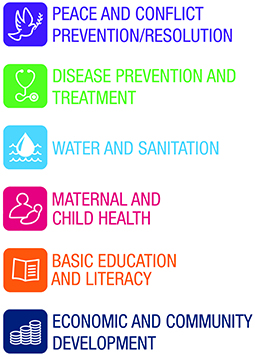 PEACE AND CONFLICT
PREVENTION/RESOLUTION
DISEASE PREVENTION AND
TREATMENT
WATER AND SANITATION
MATERNAL AND
CHILD HEALTH
BASIC EDUCATION
AND LITERACY
ECONOMIC AND COMMUNITY
DEVELOPMENT